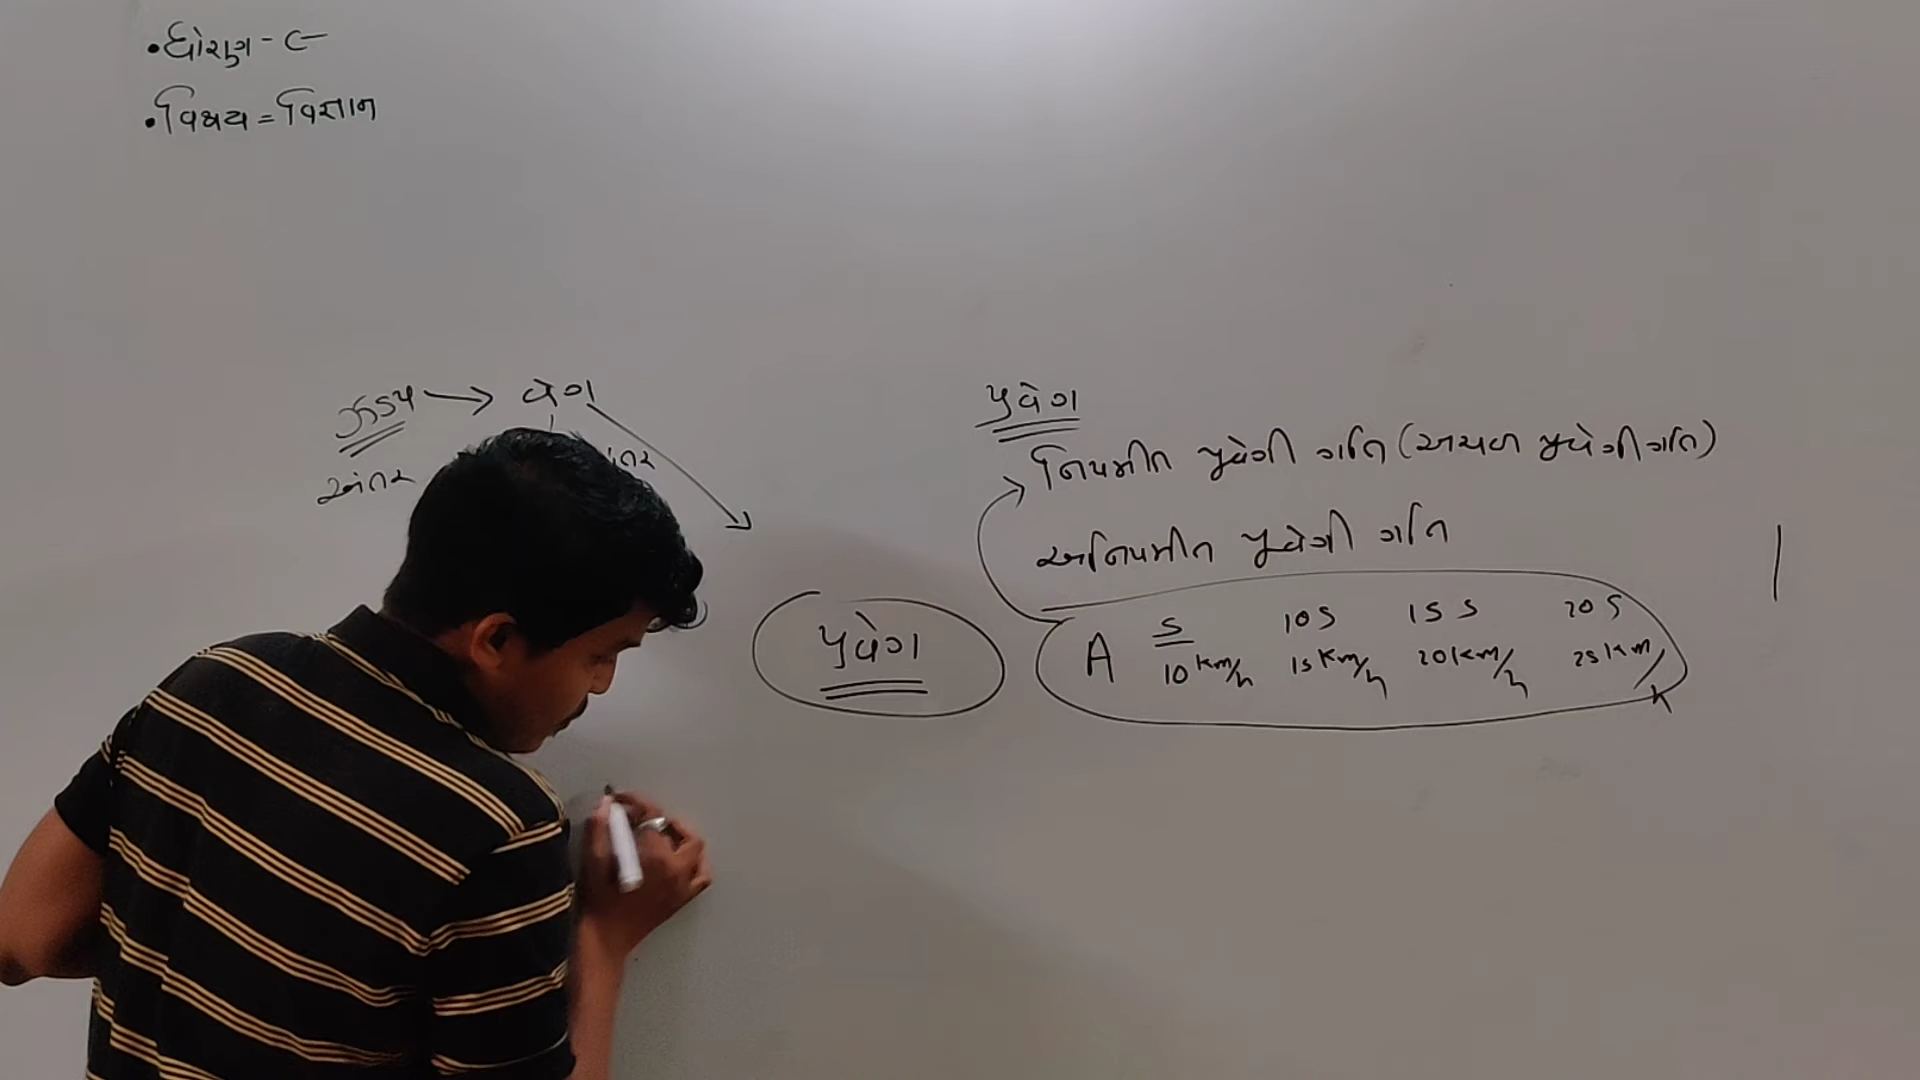 • ધોરણ - ૯
• વિષય = વિજ્ઞાન
ઝડપ → વેગ
અંતર
પ્રવેગ
પ્રવેગ
નિયમીત પ્રવેગી ગતિ (અચળ પ્રવેગી ગતિ)
અનિયમીત પ્રવેગી ગતિ
A 5 10 S 15 S 20 S
10 km/h 15 km/h 20 km/h 25 km/h